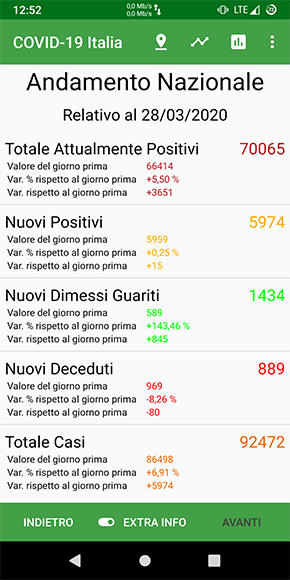 12:52
0,0 Mb/s
0,0 Mb/s
LTE
COVID-19 Italia
Andamento Nazionale
Relativo al 28/03/2020
Totale Attualmente Positivi 70065
Valore del giorno prima 66414
Var. % rispetto al giorno prima +5,50 %
Var. rispetto al giorno prima +3651
Nuovi Positivi 5974
Valore del giorno prima 5959
Var. % rispetto al giorno prima +0,25 %
Var. rispetto al giorno prima +15
Nuovi Dimessi Guariti 1434
Valore del giorno prima 589
Var. % rispetto al giorno prima +143,46 %
Var. rispetto al giorno prima +845
Nuovi Deceduti 889
Valore del giorno prima 969
Var. % rispetto al giorno prima -8,26 %
Var. rispetto al giorno prima -80
Totale Casi 92472
Valore del giorno prima 86498
Var. % rispetto al giorno prima +6,91 %
Var. rispetto al giorno prima +5974
INDIETRO EXTRA INFO AVANTI